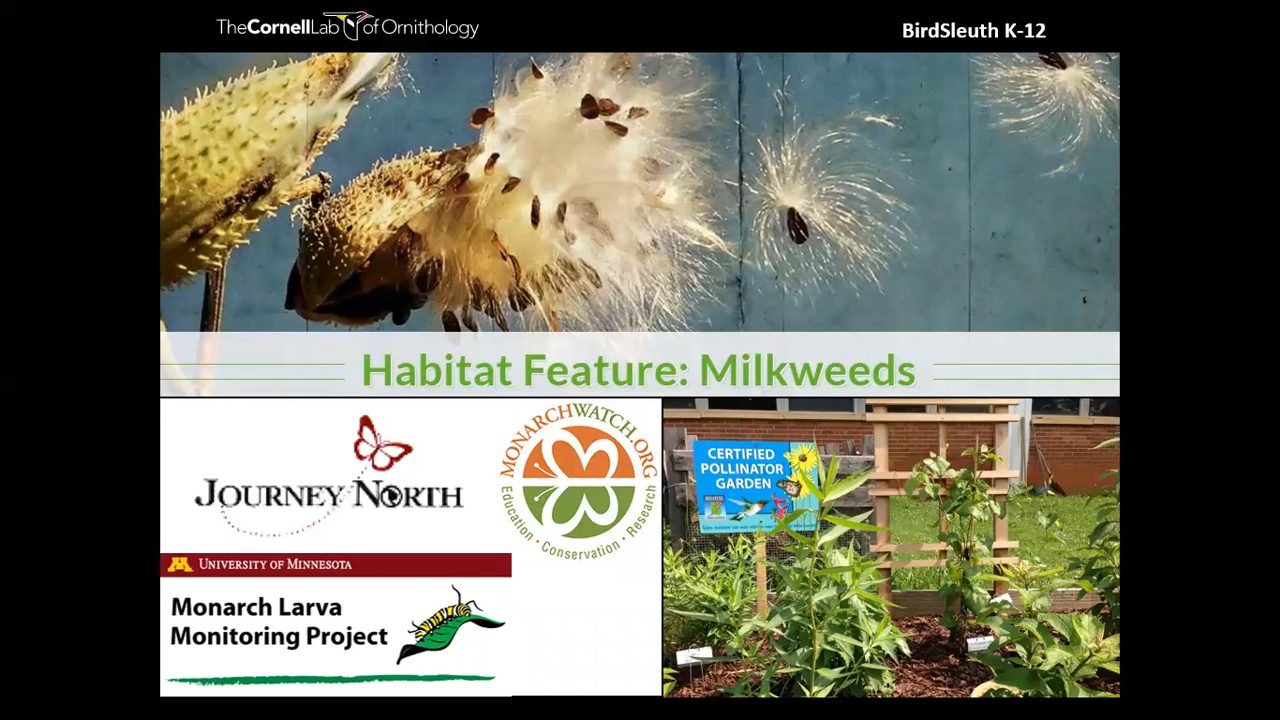 TheCornellLab of Ornithology
BirdSleuth K-12
Habitat Feature: Milkweeds
JOURNEY NORTH
MONARCHWATCH.ORG
Education • Conservation • Research
UNIVERSITY OF MINNESOTA
Monarch Larva
Monitoring Project
CERTIFIED
POLLINATOR
GARDEN